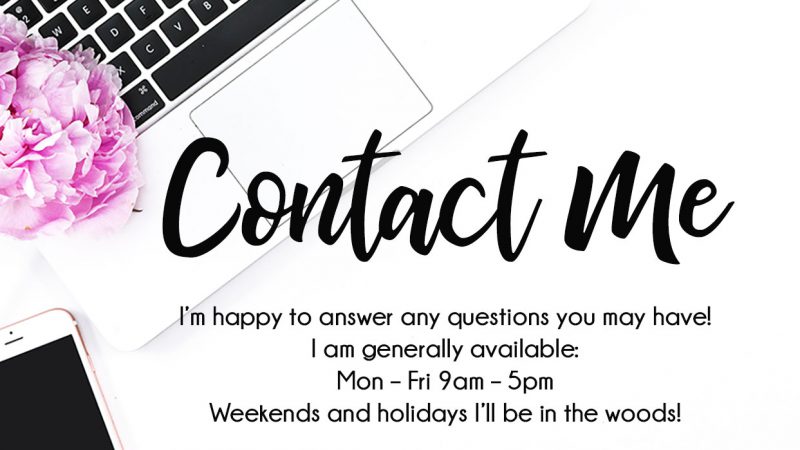 command
Contact Me
I'm happy to answer any questions you may have!
I am generally available:
Mon – Fri 9am – 5pm
Weekends and holidays I'll be in the woods!